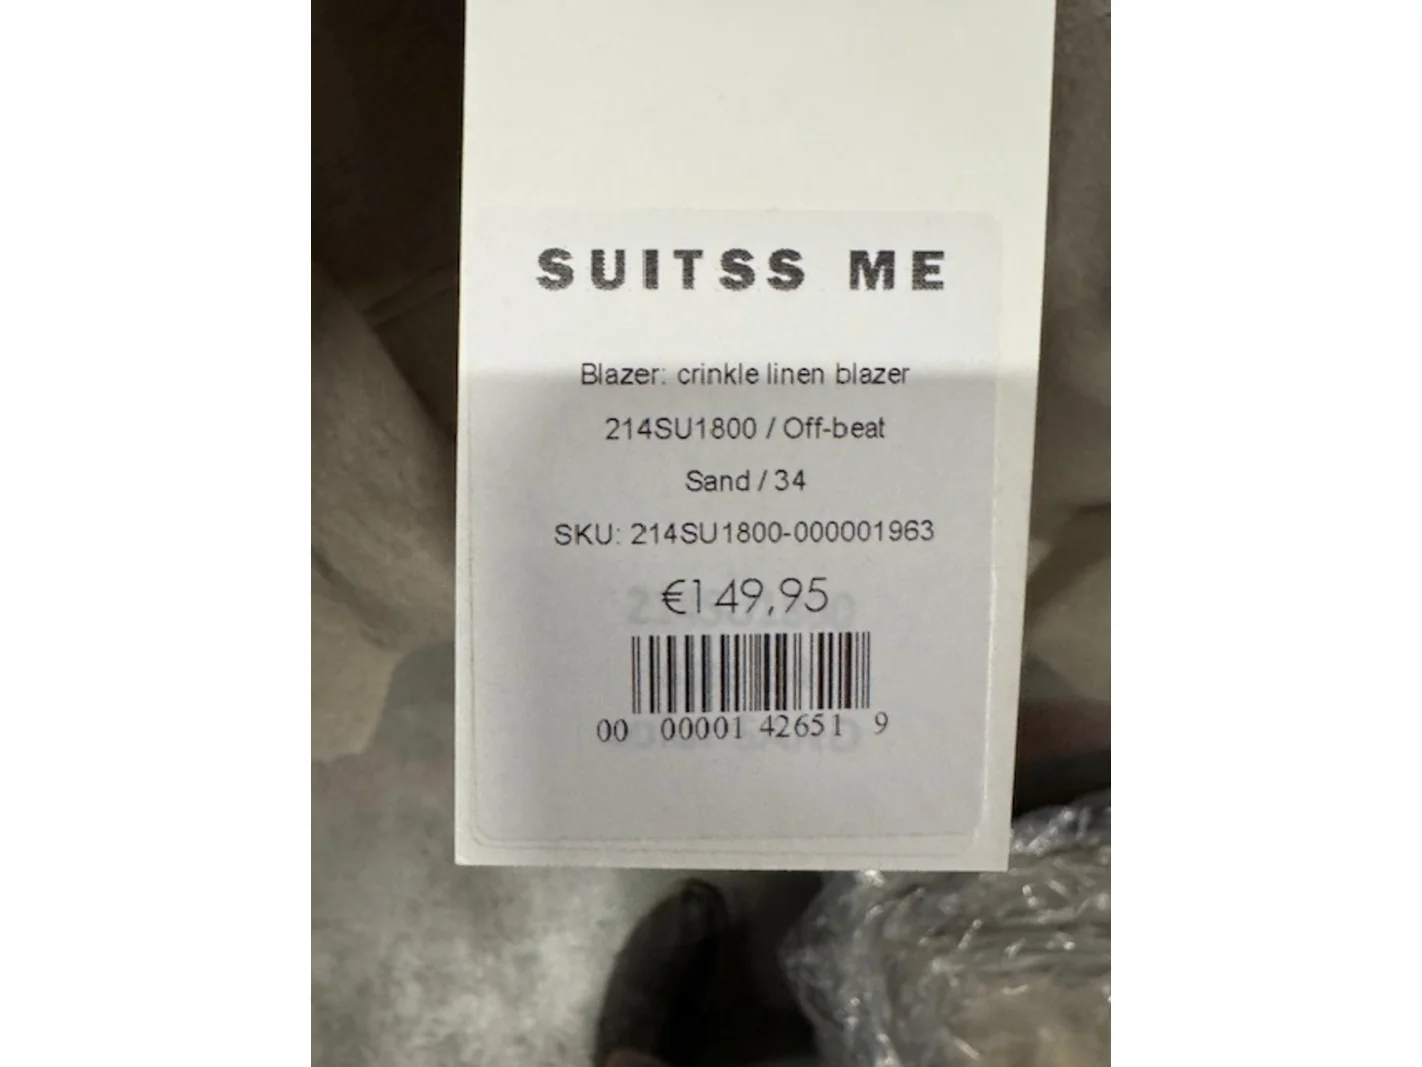 SUITSS ME
Blazer: crinkle linen blazer
214SU1800 / Off-beat
Sand / 34
SKU: 214SU1800-000001963
€149,95
00 00001 42651 9